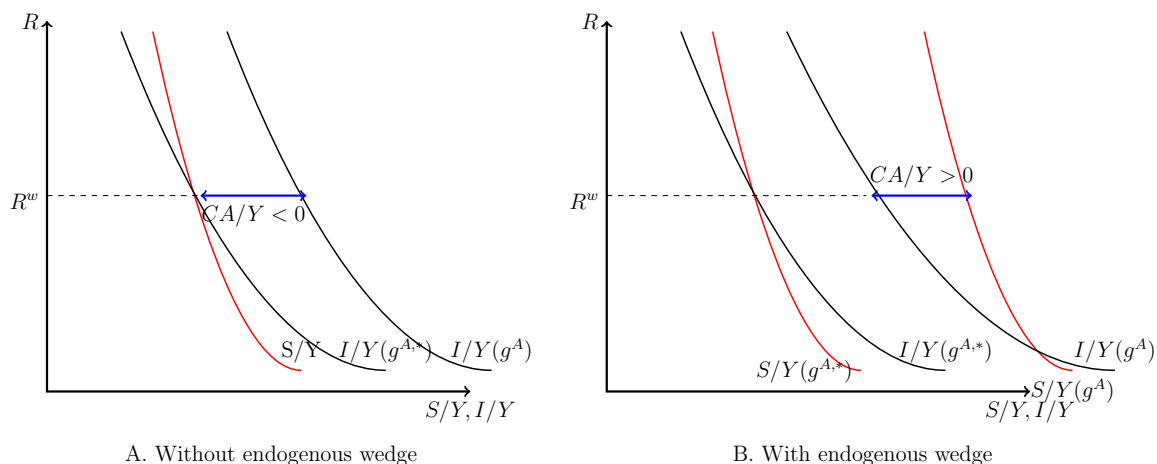 R
R^w
CA/Y < 0
S/Y
I/Y(g^{A,*})
I/Y(g^A)
S/Y, I/Y
A. Without endogenous wedge
R
R^w
CA/Y > 0
I/Y(g^{A,*})
I/Y(g^A)
S/Y(g^{A,*})
S/Y(g^A)
S/Y, I/Y
B. With endogenous wedge